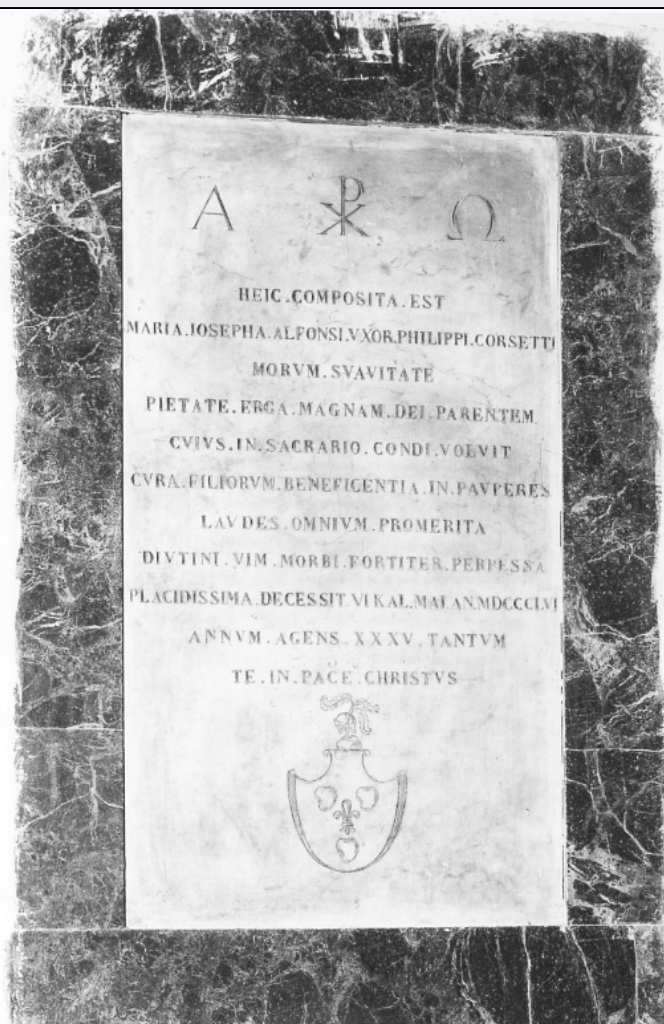 Α ☧ Ω
HEIC.COMPOSITA.EST
MARIA.IOSEPHA.ALFONSI.VXOR.PHILIPPI.CORSETTI
MORVM.SVAVITATE
PIETATE.ERGA.MAGNAM.DEI.PARENTEM
CVIVS.IN.SACRARIO.CONDI.VOLVIT
CVRA.FILIORVM.BENEFICENTIA.IN.PAVPERES
LAVDES.OMNIVM.PROMERITA
DIVTINI.VIM.MORBI.FORTITER.PERPESSA
PLACIDISSIMA.DECESSIT.VI KAL.MAI.AN.MDCCCLVI
ANNVM.AGENS.XXXV.TANTVM
TE.IN.PACE.CHRISTVS